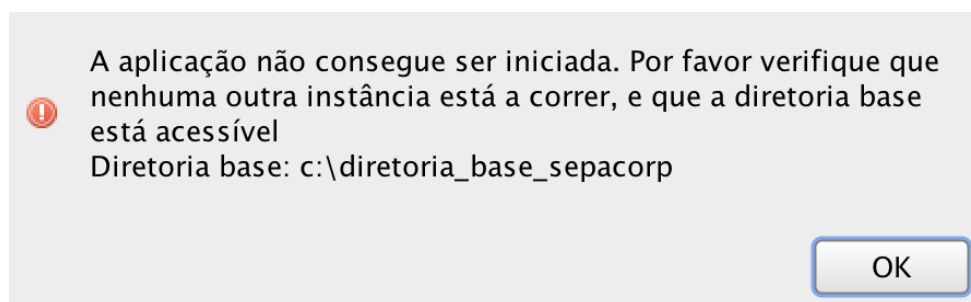 A aplicação não consegue ser iniciada. Por favor verifique que
nenhuma outra instância está a correr, e que a diretoria base
está acessível
Diretoria base: c:\diretoria_base_sepacorp
OK